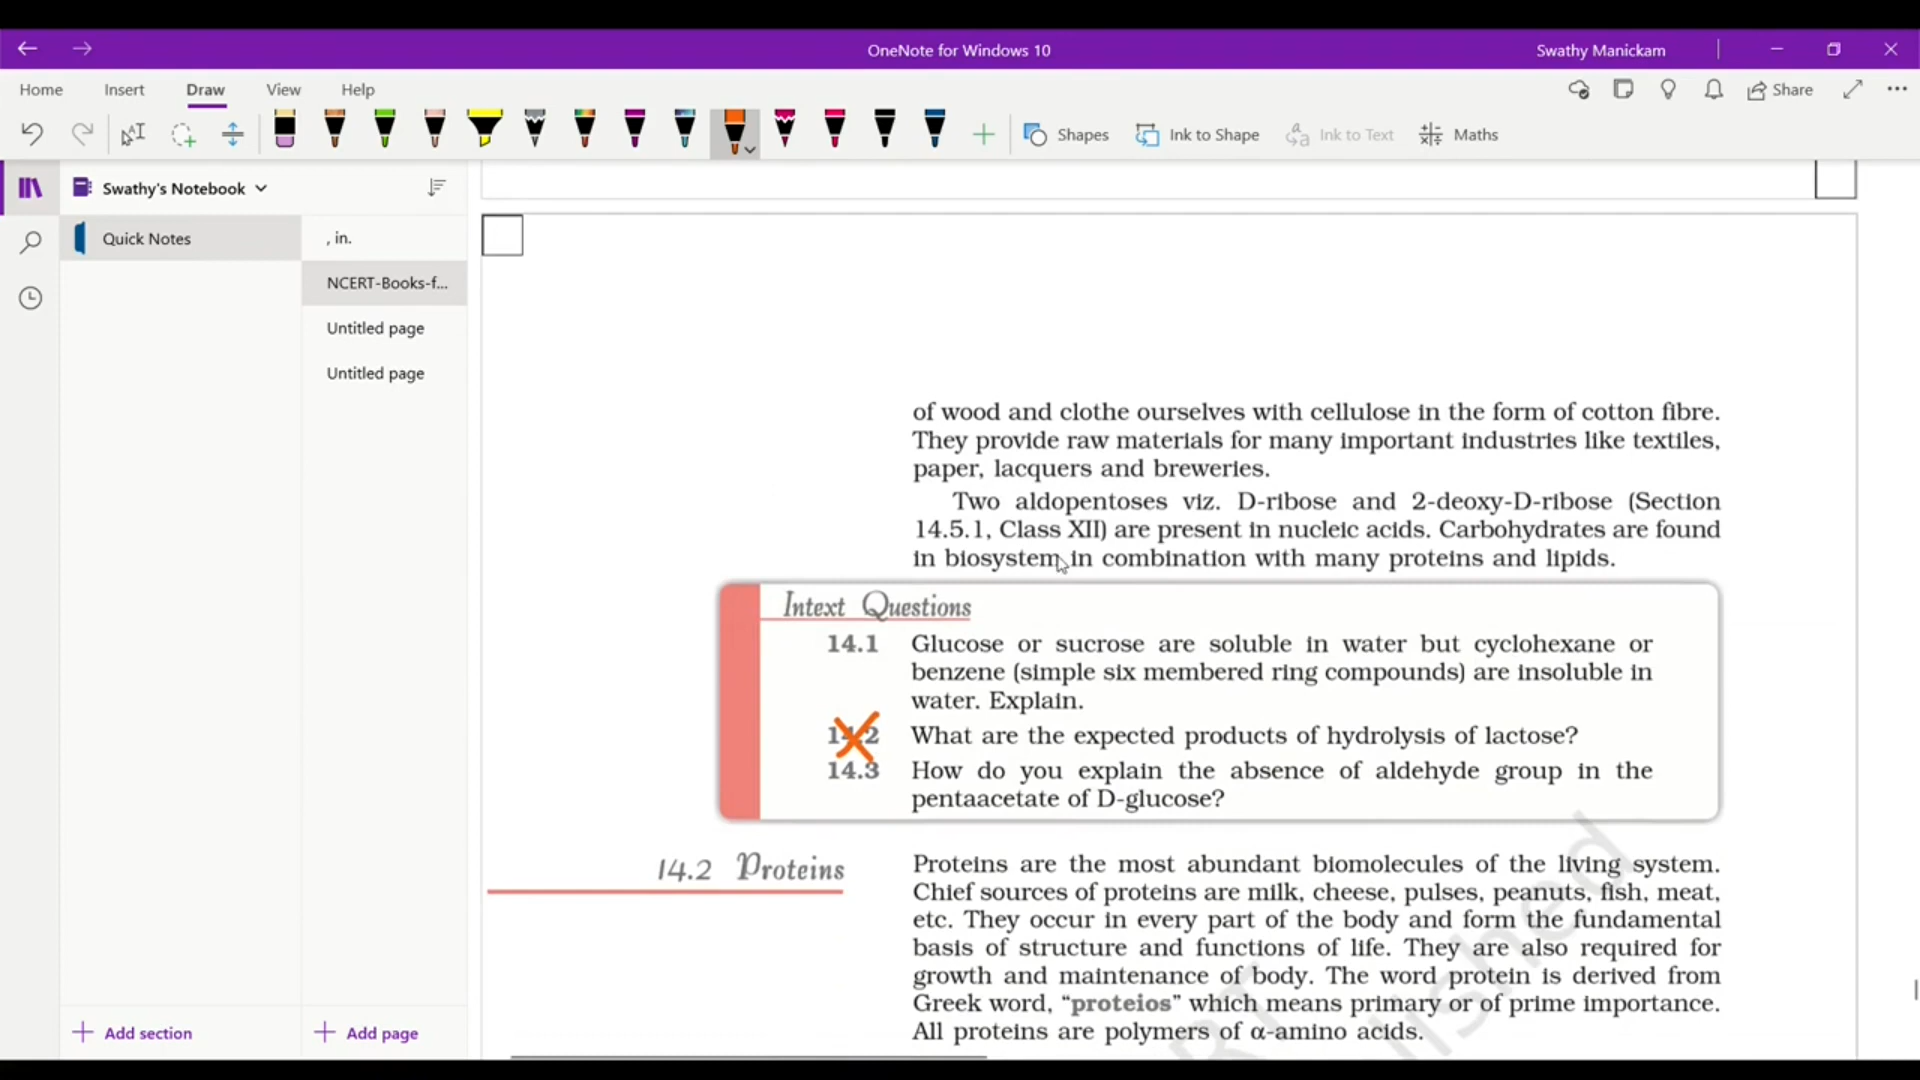 OneNote for Windows 10
Swathy Manickam
Home Insert Draw View Help
Share
Shapes Ink to Shape Ink to Text Maths
Swathy's Notebook
Quick Notes
, in.
NCERT-Books-f...
Untitled page
Untitled page
of wood and clothe ourselves with cellulose in the form of cotton fibre.
They provide raw materials for many important industries like textiles,
paper, lacquers and breweries.
Two aldopentoses viz. D-ribose and 2-deoxy-D-ribose (Section
14.5.1, Class XII) are present in nucleic acids. Carbohydrates are found
in biosystem in combination with many proteins and lipids.
Intext Questions
14.1 Glucose or sucrose are soluble in water but cyclohexane or
benzene (simple six membered ring compounds) are insoluble in
water. Explain.
14.2 What are the expected products of hydrolysis of lactose?
14.3 How do you explain the absence of aldehyde group in the
pentaacetate of D-glucose?
14.2 Proteins
Proteins are the most abundant biomolecules of the living system.
Chief sources of proteins are milk, cheese, pulses, peanuts, fish, meat,
etc. They occur in every part of the body and form the fundamental
basis of structure and functions of life. They are also required for
growth and maintenance of body. The word protein is derived from
Greek word, “proteios” which means primary or of prime importance.
All proteins are polymers of α-amino acids.
Add section
Add page